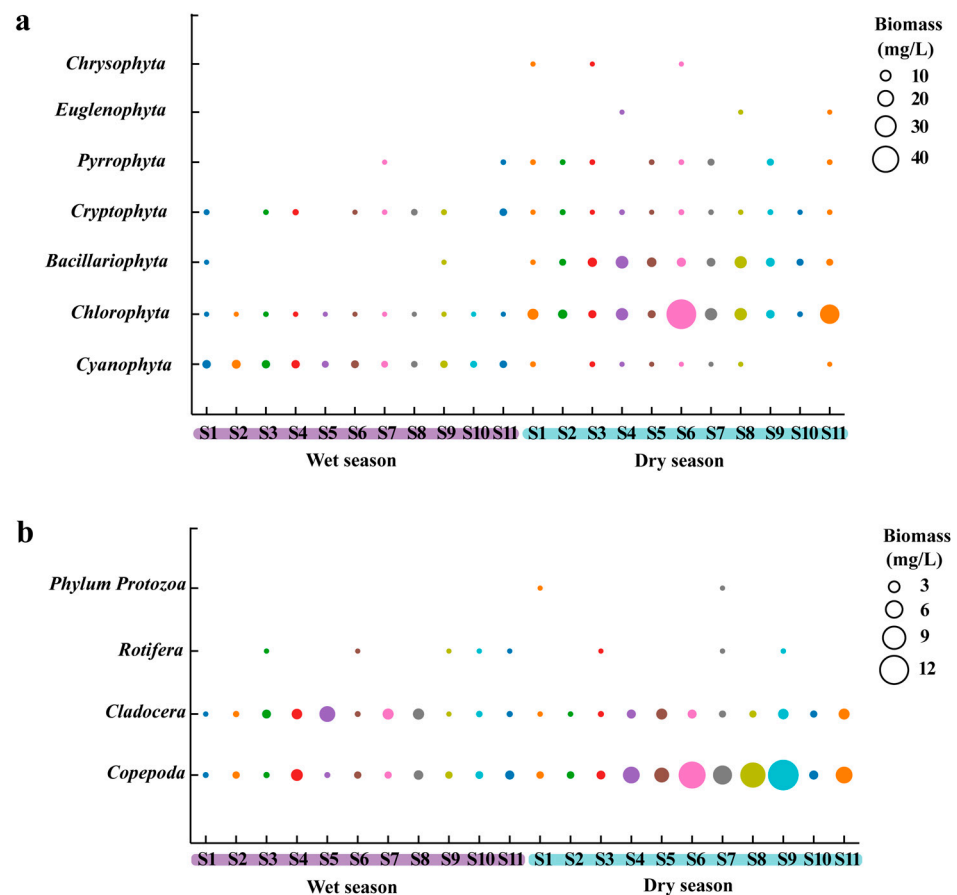 a
Biomass
(mg/L)
10
20
30
40
Chrysophyta
Euglenophyta
Pyrrophyta
Cryptophyta
Bacillariophyta
Chlorophyta
Cyanophyta
S1 S2 S3 S4 S5 S6 S7 S8 S9 S10 S11 S1 S2 S3 S4 S5 S6 S7 S8 S9 S10 S11
Wet season Dry season
b
Biomass
(mg/L)
3
6
9
12
Phylum Protozoa
Rotifera
Cladocera
Copepoda
S1 S2 S3 S4 S5 S6 S7 S8 S9 S10 S11 S1 S2 S3 S4 S5 S6 S7 S8 S9 S10 S11
Wet season Dry season